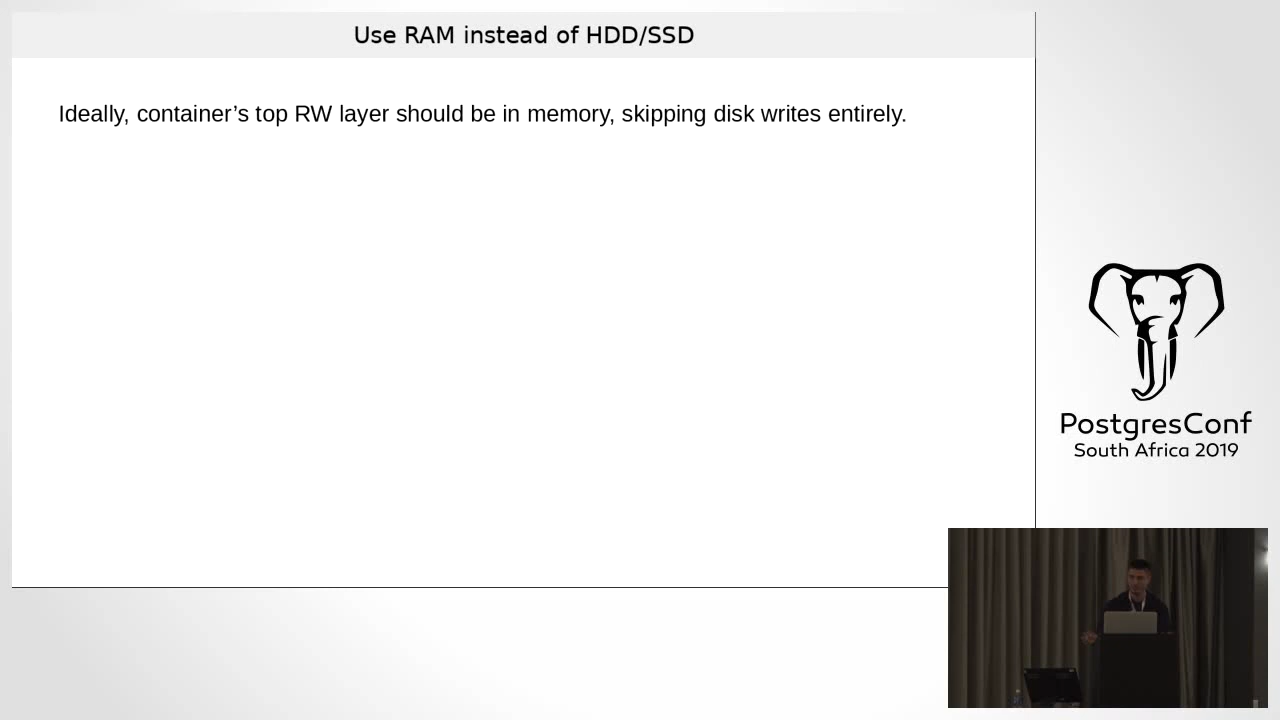 Use RAM instead of HDD/SSD
Ideally, container’s top RW layer should be in memory, skipping disk writes entirely.
PostgresConf
South Africa 2019